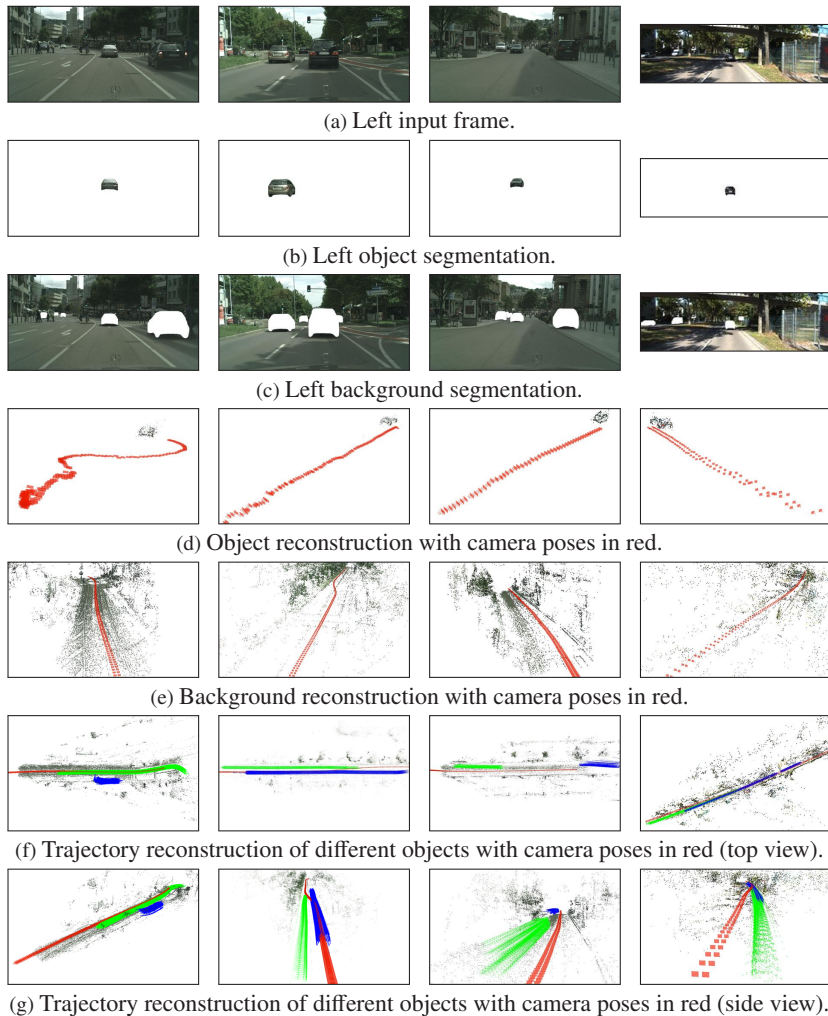 (a) Left input frame.
(b) Left object segmentation.
(c) Left background segmentation.
(d) Object reconstruction with camera poses in red.
(e) Background reconstruction with camera poses in red.
(f) Trajectory reconstruction of different objects with camera poses in red (top view).
(g) Trajectory reconstruction of different objects with camera poses in red (side view).